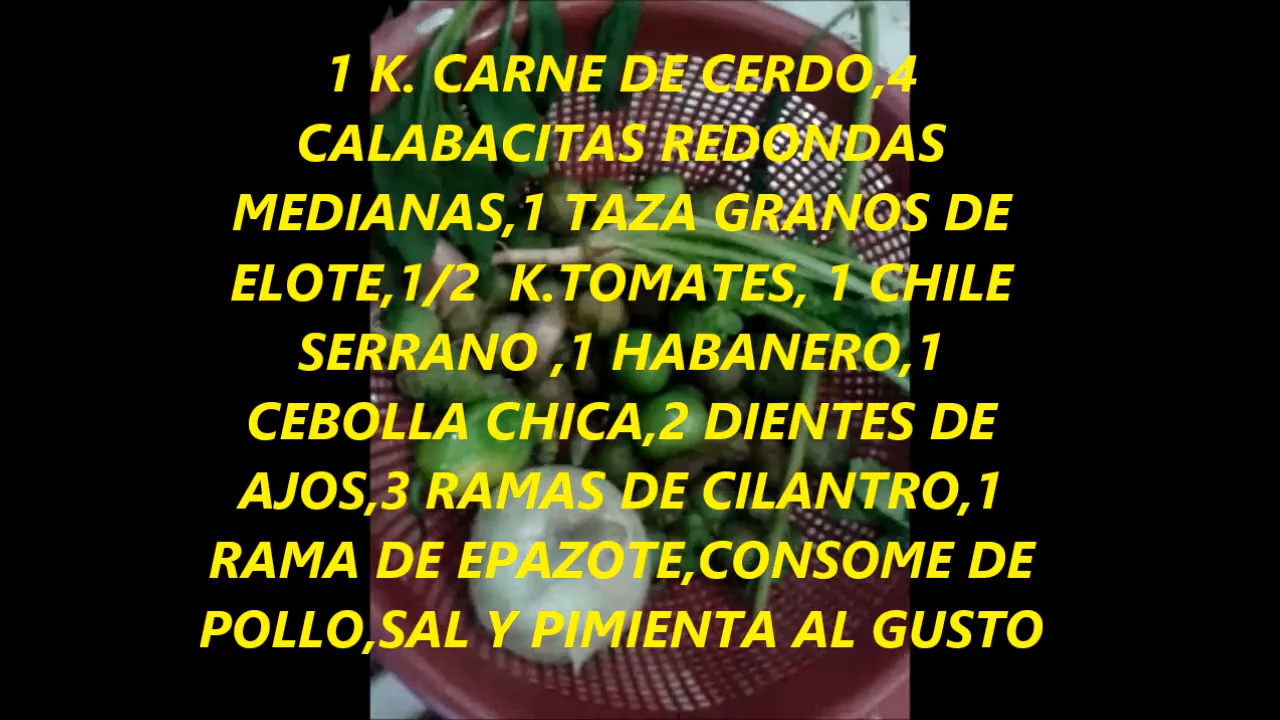 1 K. CARNE DE CERDO,4
CALABACITAS REDONDAS
MEDIANAS,1 TAZA GRANOS DE
ELOTE,1/2 K.TOMATES, 1 CHILE
SERRANO ,1 HABANERO,1
CEBOLLA CHICA,2 DIENTES DE
AJOS,3 RAMAS DE CILANTRO,1
RAMA DE EPAZOTE,CONSOME DE
POLLO,SAL Y PIMIENTA AL GUSTO